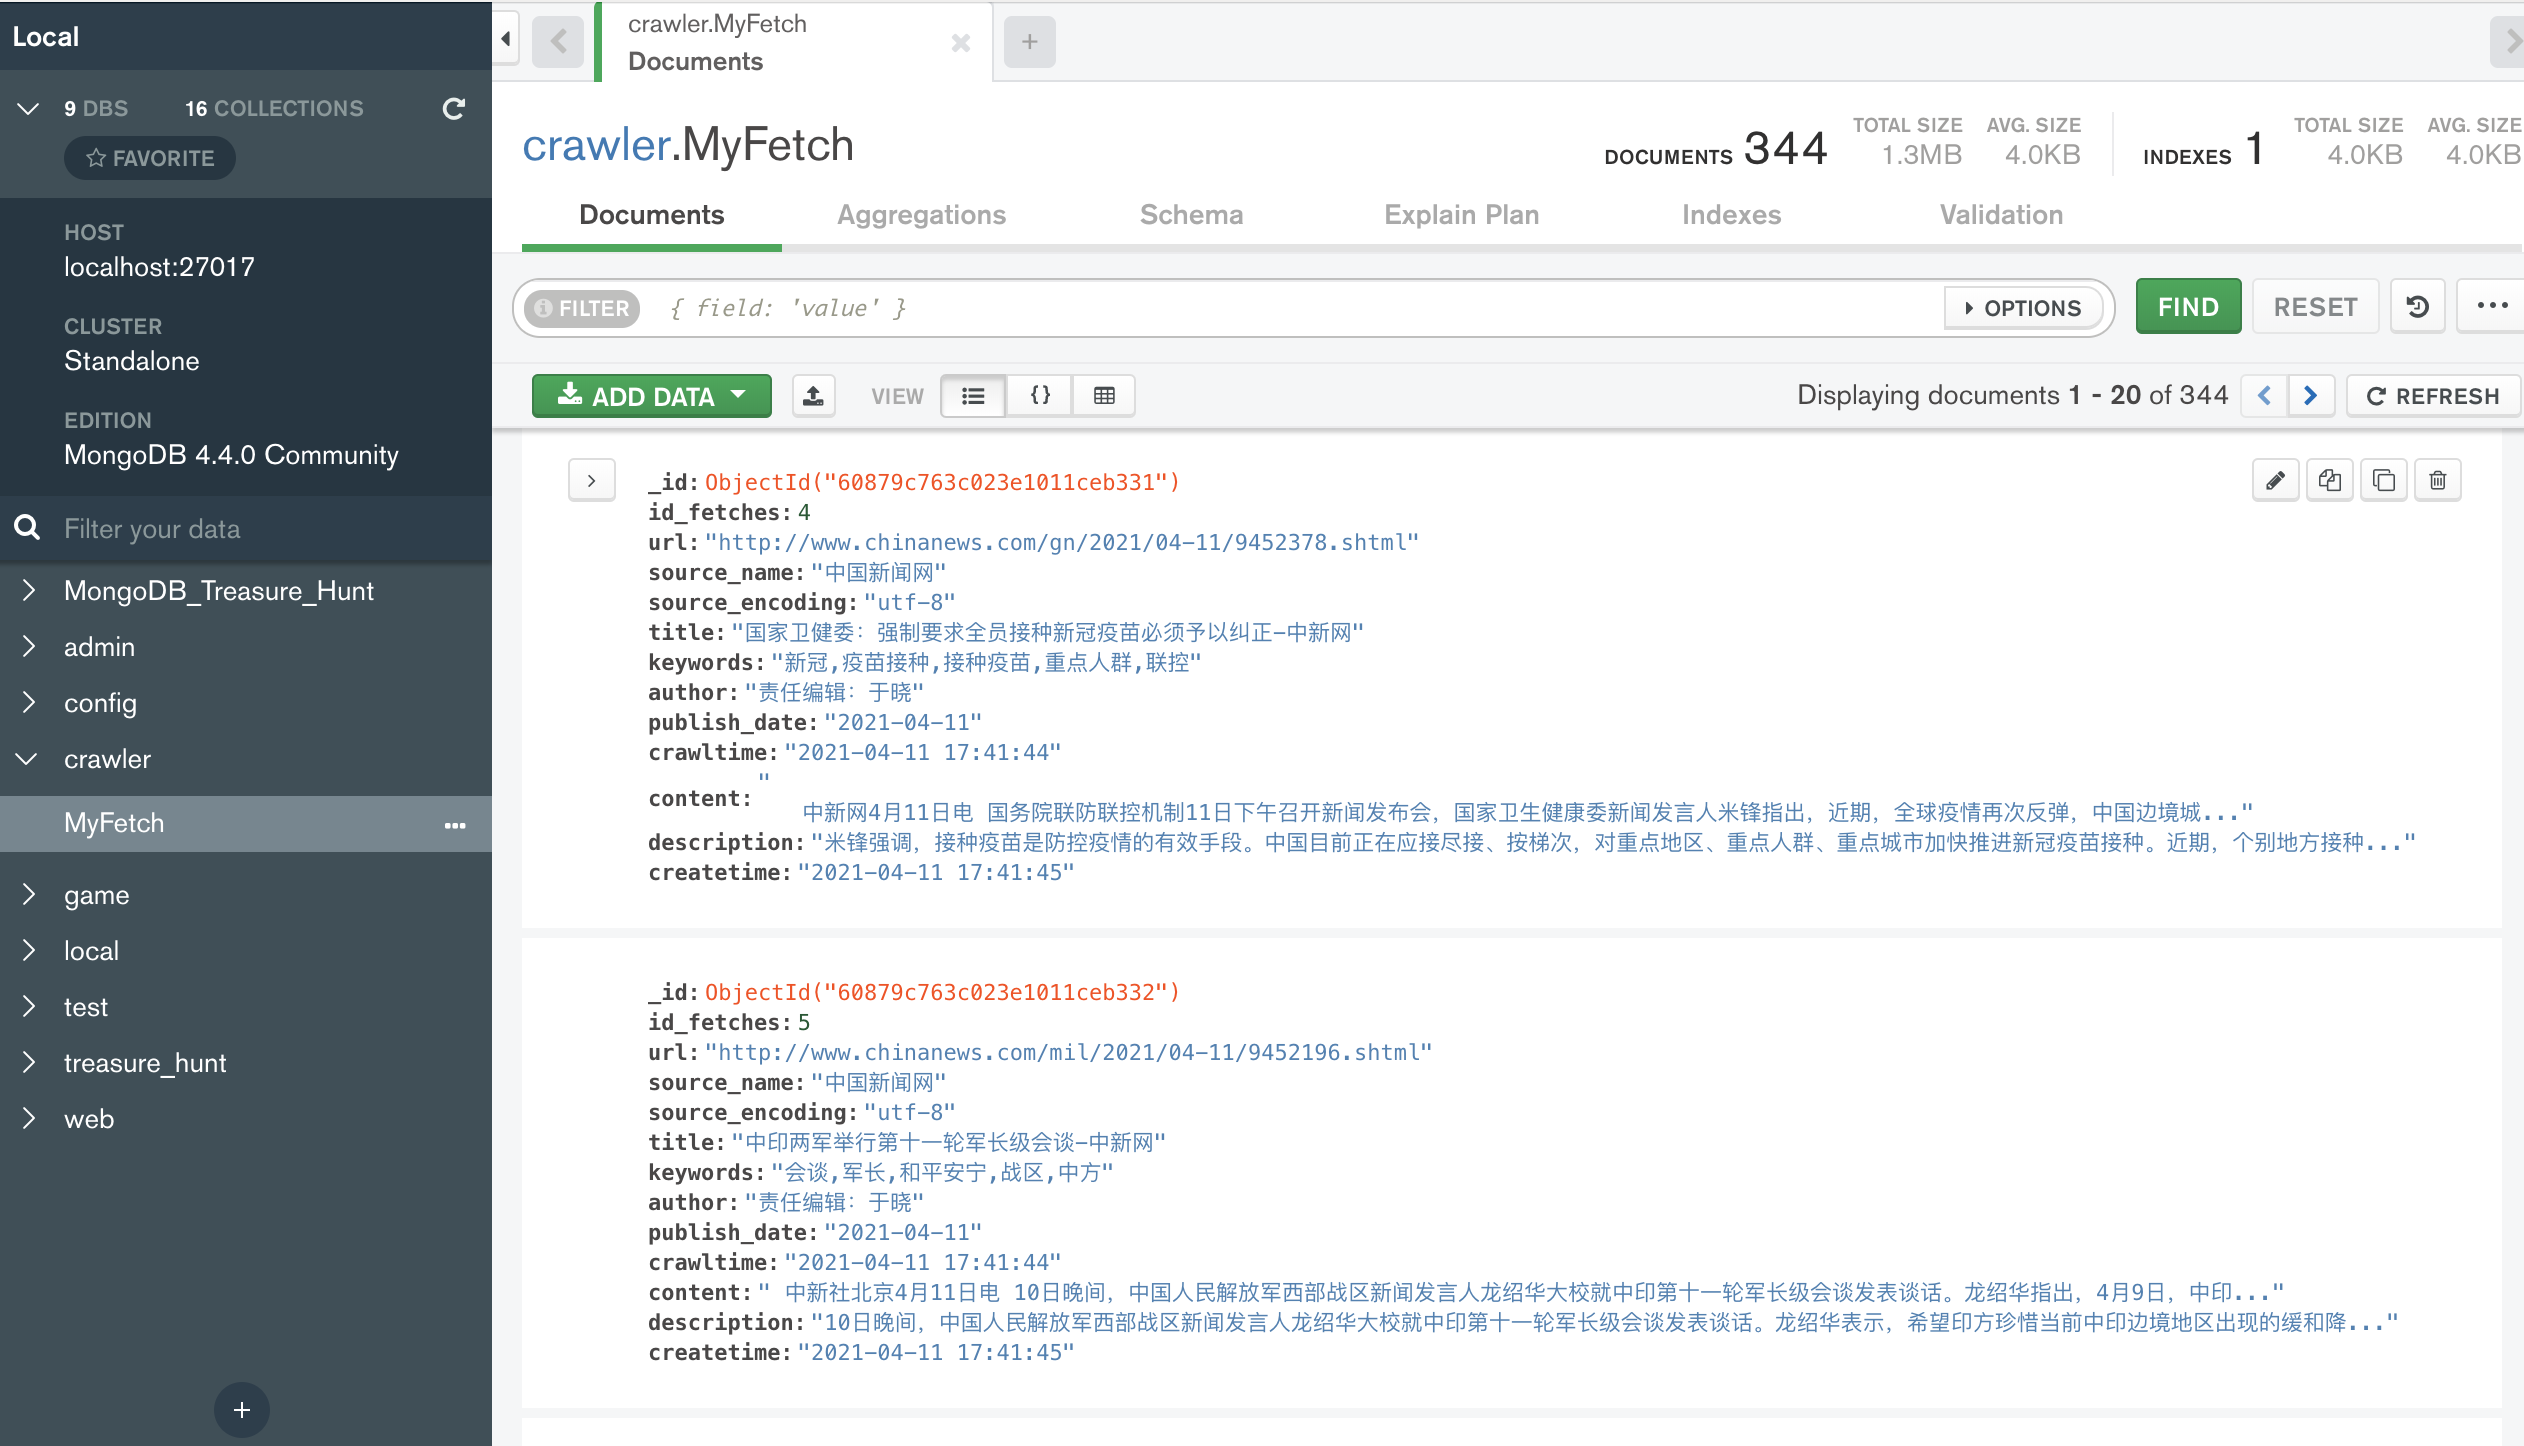 Local
9 DBS 16 COLLECTIONS
FAVORITE
HOST
localhost:27017
CLUSTER
Standalone
EDITION
MongoDB 4.4.0 Community
Filter your data
MongoDB_Treasure_Hunt
admin
config
crawler
MyFetch
game
local
test
treasure_hunt
web
crawler.MyFetch
Documents
crawler.MyFetch
DOCUMENTS 344
TOTAL SIZE 1.3MB
AVG. SIZE 4.0KB
INDEXES 1
TOTAL SIZE 4.0KB
AVG. SIZE 4.0KB
Documents Aggregations Schema Explain Plan Indexes Validation
FILTER { field: 'value' } OPTIONS FIND RESET
ADD DATA VIEW {} Displaying documents 1 - 20 of 344 REFRESH
_id: ObjectId("60879c763c023e1011ceb331")
id_fetches: 4
url: "http://www.chinanews.com/gn/2021/04-11/9452378.shtml"
source_name: "中国新闻网"
source_encoding: "utf-8"
title: "国家卫健委：强制要求全员接种新冠疫苗必须予以纠正-中新网"
keywords: "新冠,疫苗接种,接种疫苗,重点人群,联控"
author: "责任编辑：于晓"
publish_date: "2021-04-11"
crawltime: "2021-04-11 17:41:44"
content: "
中新网4月11日电 国务院联防联控机制11日下午召开新闻发布会，国家卫生健康委新闻发言人米锋指出，近期，全球疫情再次反弹，中国边境城..."
description: "米锋强调，接种疫苗是防控疫情的有效手段。中国目前正在应接尽接、按梯次，对重点地区、重点人群、重点城市加快推进新冠疫苗接种。近期，个别地方接种..."
createtime: "2021-04-11 17:41:45"
_id: ObjectId("60879c763c023e1011ceb332")
id_fetches: 5
url: "http://www.chinanews.com/mil/2021/04-11/9452196.shtml"
source_name: "中国新闻网"
source_encoding: "utf-8"
title: "中印两军举行第十一轮军长级会谈-中新网"
keywords: "会谈,军长,和平安宁,战区,中方"
author: "责任编辑：于晓"
publish_date: "2021-04-11"
crawltime: "2021-04-11 17:41:44"
content: " 中新社北京4月11日电 10日晚间，中国人民解放军西部战区新闻发言人龙绍华大校就中印第十一轮军长级会谈发表谈话。龙绍华指出，4月9日，中印..."
description: "10日晚间，中国人民解放军西部战区新闻发言人龙绍华大校就中印第十一轮军长级会谈发表谈话。龙绍华表示，希望印方珍惜当前中印边境地区出现的缓和降..."
createtime: "2021-04-11 17:41:45"